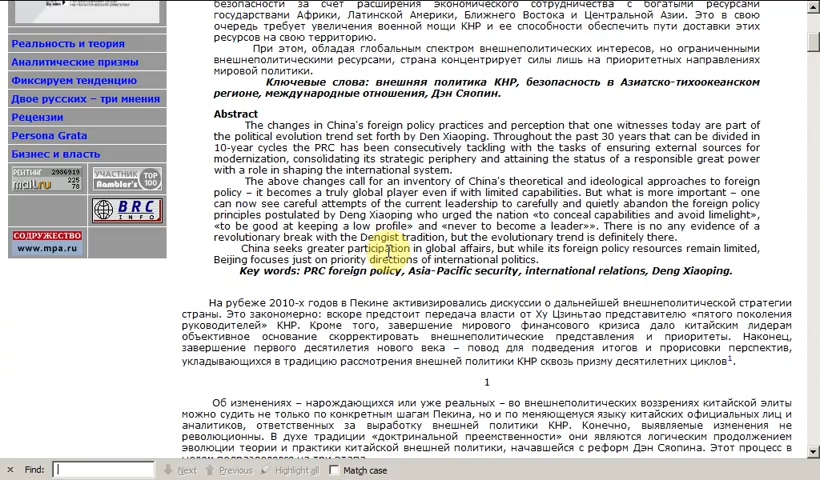 Реальность и теория
Аналитические призмы
Фиксируем тенденцию
Двое русских – три мнения
Рецензии
Persona Grata
Бизнес и власть
РЕЙТИНГ 2986919
mail.ru 225
78
УЧАСТНИК
Rambler's TOP 100
BRC
INFO
СОДРУЖЕСТВО
www.mpa.ru
безопасности за счет расширения экономического сотрудничества с богатыми ресурсами
государствами Африки, Латинской Америки, Ближнего Востока и Центральной Азии. Это в свою
очередь требует увеличения военной мощи КНР и ее способности обеспечить пути доставки этих
ресурсов на свою территорию.
При этом, обладая глобальным спектром внешнеполитических интересов, но ограниченными
внешнеполитическими ресурсами, страна концентрирует силы лишь на приоритетных направлениях
мировой политики.
Ключевые слова: внешняя политика КНР, безопасность в Азиатско-тихоокеанском
регионе, международные отношения, Дэн Сяопин.
Abstract
The changes in China's foreign policy practices and perception that one witnesses today are part of
the political evolution trend set forth by Den Xiaoping. Throughout the past 30 years that can be divided in
10-year cycles the PRC has been consecutively tackling with the tasks of ensuring external sources for
modernization, consolidating its strategic periphery and attaining the status of a responsible great power
with a role in shaping the international system.
The above changes call for an inventory of China's theoretical and ideological approaches to foreign
policy – it becomes a truly global player even if with limited capabilities. But what is more important – one
can now see careful attempts of the current leadership to carefully and quietly abandon the foreign policy
principles postulated by Deng Xiaoping who urged the nation «to conceal capabilities and avoid limelight»,
«to be good at keeping a low profile» and «never to become a leader»». There is no any evidence of a
revolutionary break with the Dengist tradition, but the evolutionary trend is definitely there.
China seeks greater participation in global affairs, but while its foreign policy resources remain limited,
Beijing focuses just on priority directions of international politics.
Key words: PRC foreign policy, Asia-Pacific security, international relations, Deng Xiaoping.
На рубеже 2010-х годов в Пекине активизировались дискуссии о дальнейшей внешнеполитической стратегии
страны. Это закономерно: вскоре предстоит передача власти от Ху Цзиньтао представителю «пятого поколения
руководителей» КНР. Кроме того, завершение мирового финансового кризиса дало китайским лидерам
объективное основание скорректировать внешнеполитические представления и приоритеты. Наконец,
завершение первого десятилетия нового века – повод для подведения итогов и прорисовки перспектив,
укладывающихся в традицию рассмотрения внешней политики КНР сквозь призму десятилетних циклов1.
1
Об изменениях – нарождающихся или уже реальных – во внешнеполитических воззрениях китайской элиты
можно судить не только по конкретным шагам Пекина, но и по меняющемуся языку китайских официальных лиц и
аналитиков, ответственных за выработку внешней политики КНР. Конечно, выявляемые изменения не
революционны. В духе традиции «доктринальной преемственности» они являются логическим продолжением
эволюции теории и практики китайской внешней политики, начавшейся с реформ Дэн Сяопина. Этот процесс в
Find:
Next
Previous
Highlight all
Match case